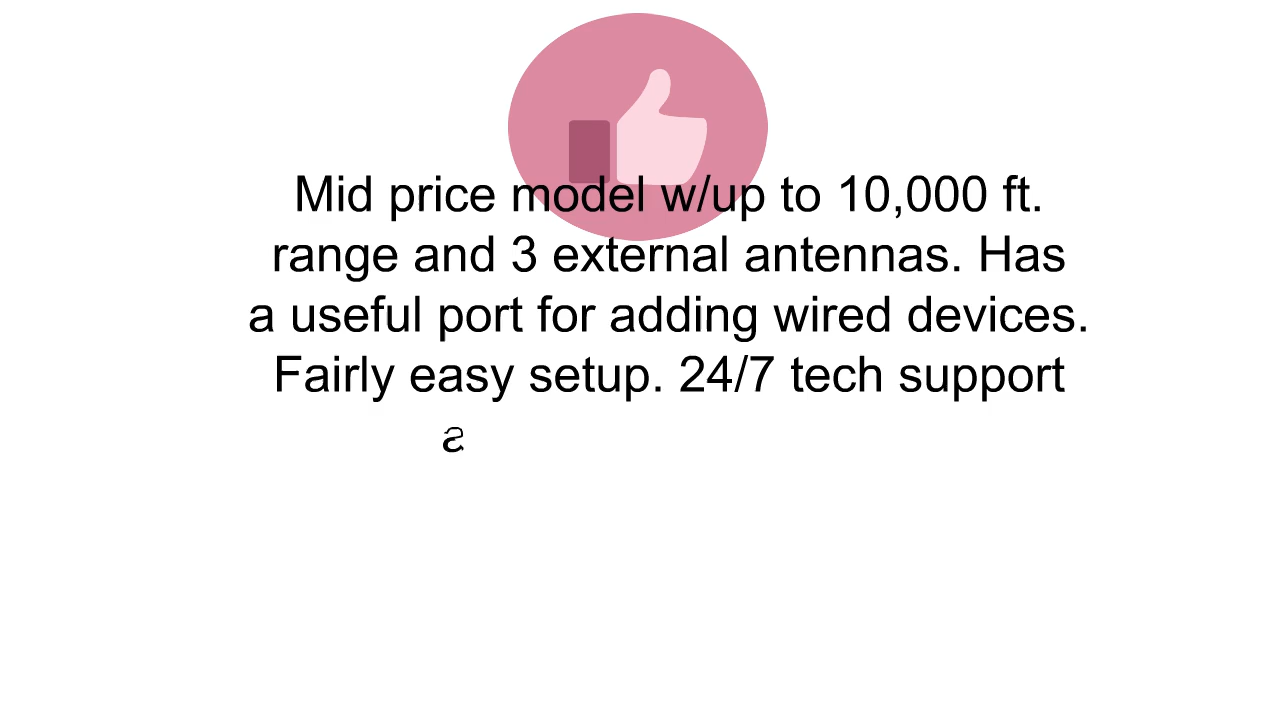 Mid price model w/up to 10,000 ft.
range and 3 external antennas. Has
a useful port for adding wired devices.
Fairly easy setup. 24/7 tech support